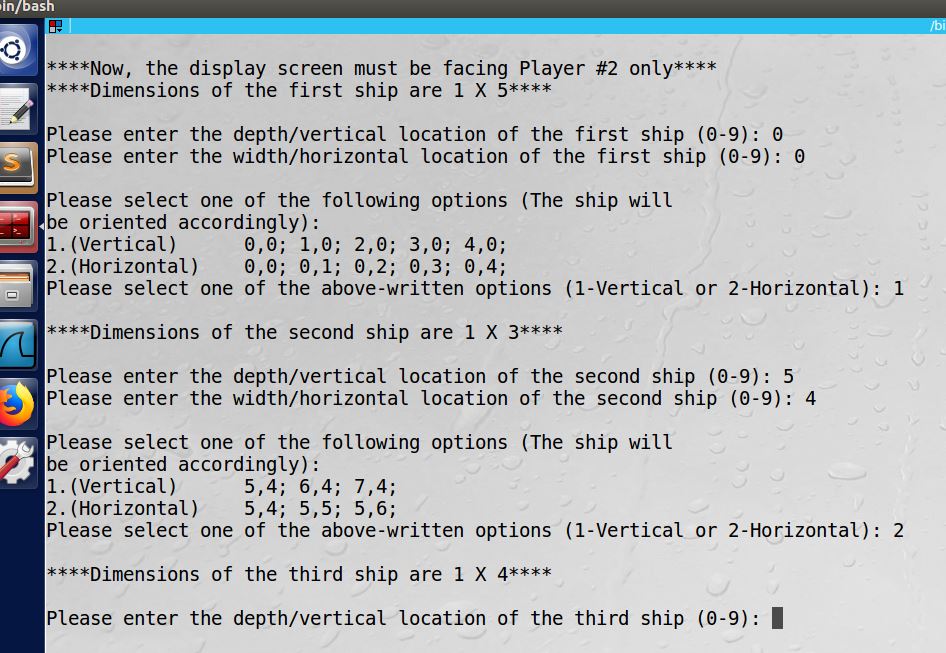 bin/bash
/bi
****Now, the display screen must be facing Player #2 only****
****Dimensions of the first ship are 1 X 5****
Please enter the depth/vertical location of the first ship (0-9): 0
Please enter the width/horizontal location of the first ship (0-9): 0
Please select one of the following options (The ship will
be oriented accordingly):
1.(Vertical)      0,0; 1,0; 2,0; 3,0; 4,0;
2.(Horizontal)    0,0; 0,1; 0,2; 0,3; 0,4;
Please select one of the above-written options (1-Vertical or 2-Horizontal): 1
****Dimensions of the second ship are 1 X 3****
Please enter the depth/vertical location of the second ship (0-9): 5
Please enter the width/horizontal location of the second ship (0-9): 4
Please select one of the following options (The ship will
be oriented accordingly):
1.(Vertical)      5,4; 6,4; 7,4;
2.(Horizontal)    5,4; 5,5; 5,6;
Please select one of the above-written options (1-Vertical or 2-Horizontal): 2
****Dimensions of the third ship are 1 X 4****
Please enter the depth/vertical location of the third ship (0-9):